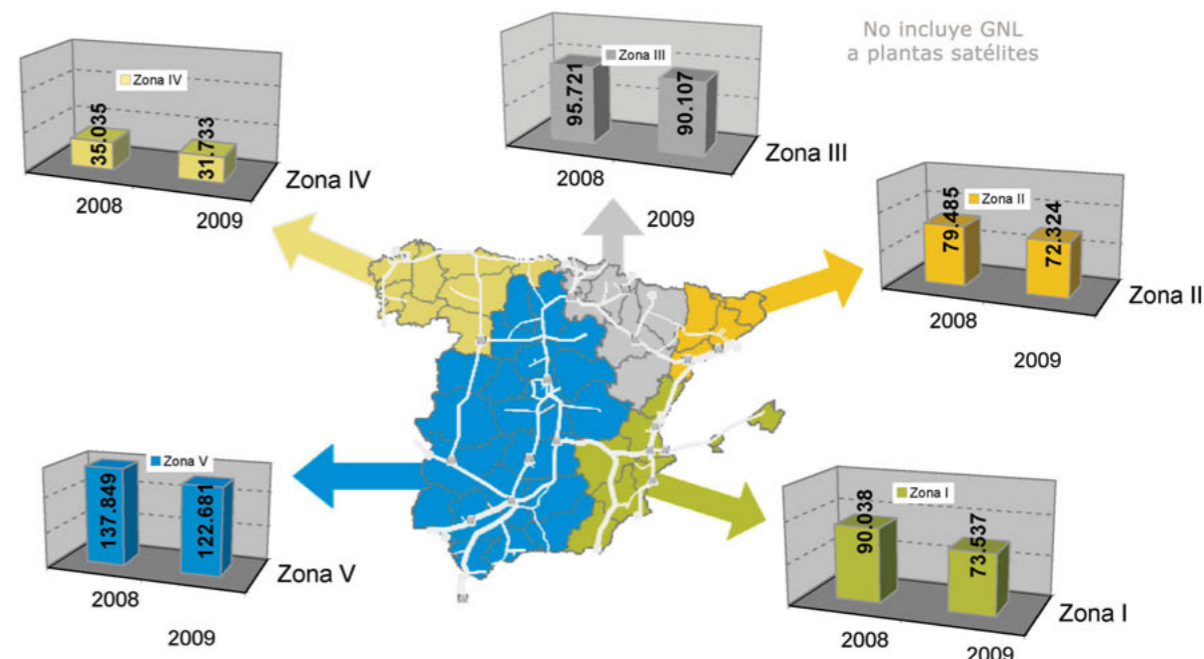 No incluye GNL
a plantas satélites
Zona IV
35.035
31.733
Zona IV
2008
2009
Zona III
95.721
90.107
Zona III
2008
2009
Zona II
79.485
72.324
Zona II
2008
2009
Zona V
137.849
122.681
Zona V
2008
2009
Zona I
90.038
73.537
Zona I
2008
2009